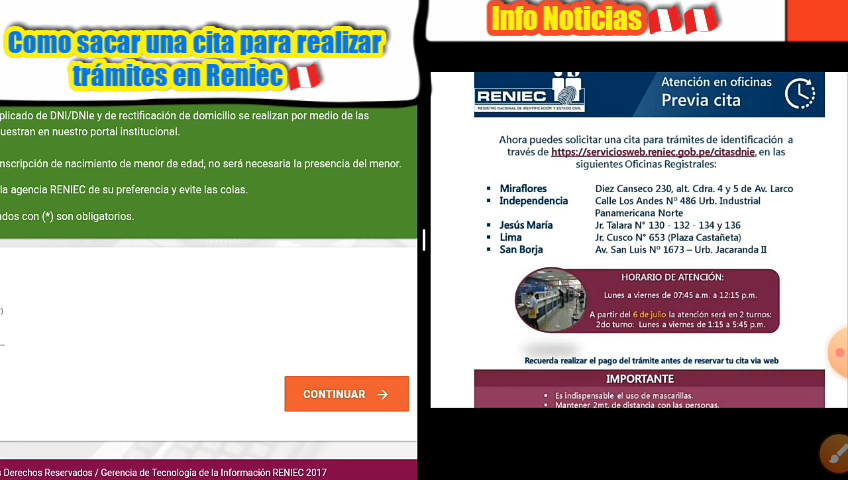 Como sacar una cita para realizar
trámites en Reniec
plicado de DNI/DNIe y de rectificación de domicilio se realizan por medio de las
uestran en nuestro portal institucional.
nscripción de nacimiento de menor de edad, no será necesaria la presencia del menor.
la agencia RENIEC de su preferencia y evite las colas.
ados con (*) son obligatorios.
CONTINUAR →
s Derechos Reservados / Gerencia de Tecnología de la Información RENIEC 2017
Info Noticias
RENIEC
REGISTRO NACIONAL DE IDENTIFICACIÓN Y ESTADO CIVIL
Atención en oficinas
Previa cita
Ahora puedes solicitar una cita para trámites de identificación a
través de https://serviciosweb.reniec.gob.pe/citasdnie, en las
siguientes Oficinas Registrales:
▪ Miraflores Diez Canseco 230, alt. Cdra. 4 y 5 de Av. Larco
▪ Independencia Calle Los Andes N° 486 Urb. Industrial
Panamericana Norte
▪ Jesús María Jr. Talara N° 130 - 132 - 134 y 136
▪ Lima Jr. Cusco N° 653 (Plaza Castañeta)
▪ San Borja Av. San Luis N° 1673 – Urb. Jacaranda II
HORARIO DE ATENCIÓN:
Lunes a viernes de 07:45 a.m. a 12:15 p.m.
A partir del 6 de julio la atención será en 2 turnos:
2do turno: Lunes a viernes de 1:15 a 5:45 p.m.
Recuerda realizar el pago del trámite antes de reservar tu cita vía web
IMPORTANTE
▪ Es indispensable el uso de mascarillas.
▪ Mantener 2mt. de distancia con las personas.